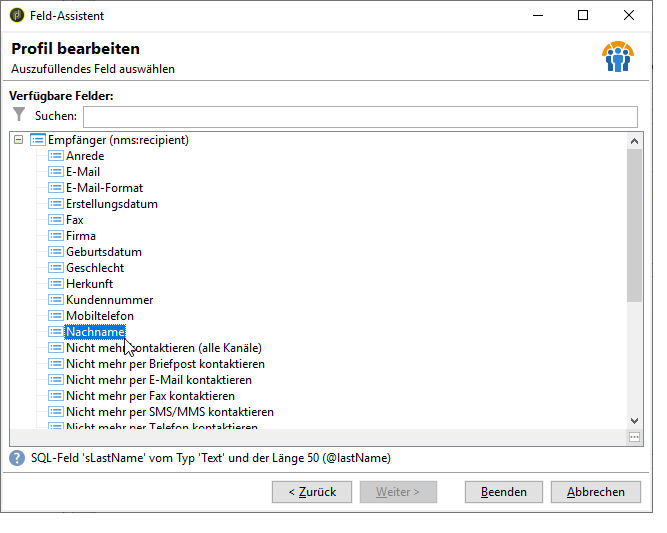 Feld-Assistent
Profil bearbeiten
Auszufüllendes Feld auswählen
Verfügbare Felder:
Suchen:
Empfänger (nms:recipient)
Anrede
E-Mail
E-Mail-Format
Erstellungsdatum
Fax
Firma
Geburtsdatum
Geschlecht
Herkunft
Kundennummer
Mobiltelefon
Nachname
Nicht mehr kontaktieren (alle Kanäle)
Nicht mehr per Briefpost kontaktieren
Nicht mehr per E-Mail kontaktieren
Nicht mehr per Fax kontaktieren
Nicht mehr per SMS/MMS kontaktieren
Nicht mehr per Telefon kontaktieren
SQL-Feld 'sLastName' vom Typ 'Text' und der Länge 50 (@lastName)
< Zurück Weiter > Beenden Abbrechen